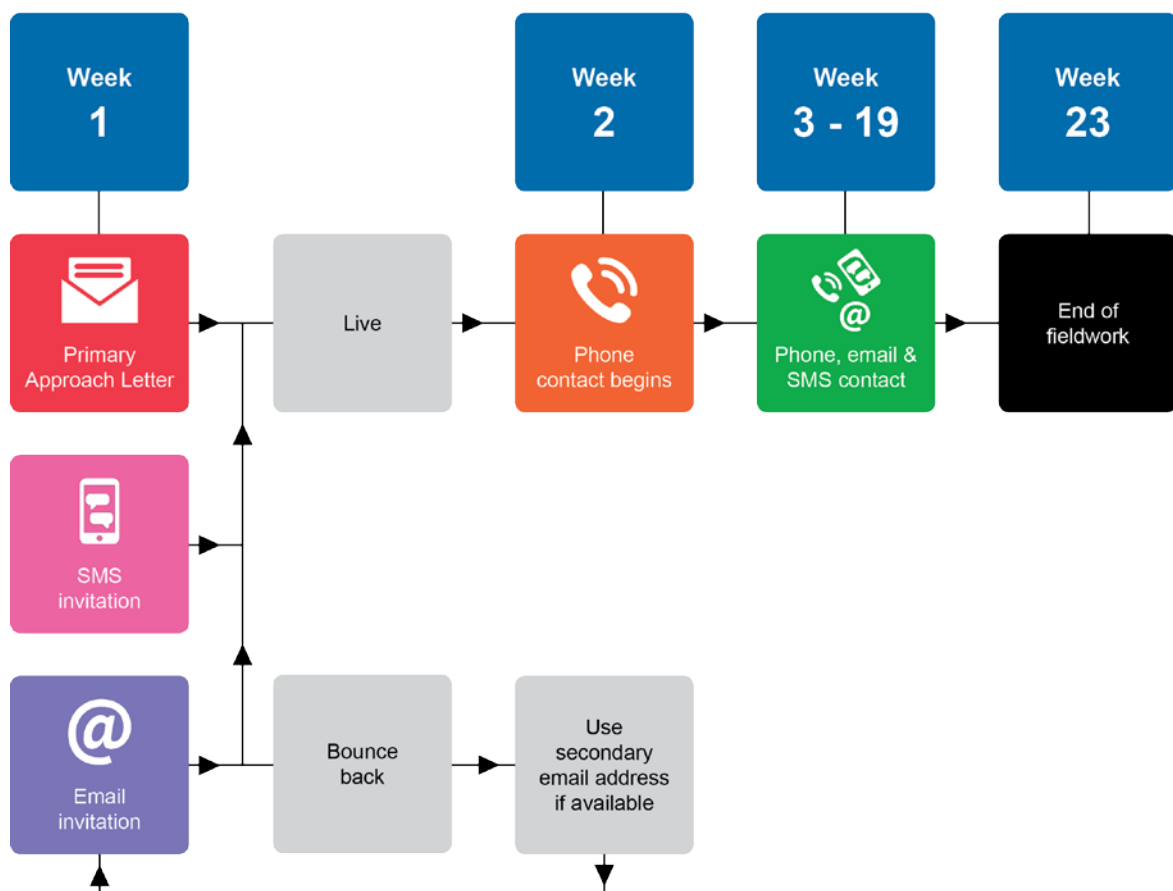 Week
1
Week
2
Week
3 - 19
Week
23
Primary
Approach Letter
Live
Phone
contact begins
@
Phone, email &
SMS contact
End of
fieldwork
SMS
invitation
@
Email
invitation
Bounce
back
Use
secondary
email address
if available